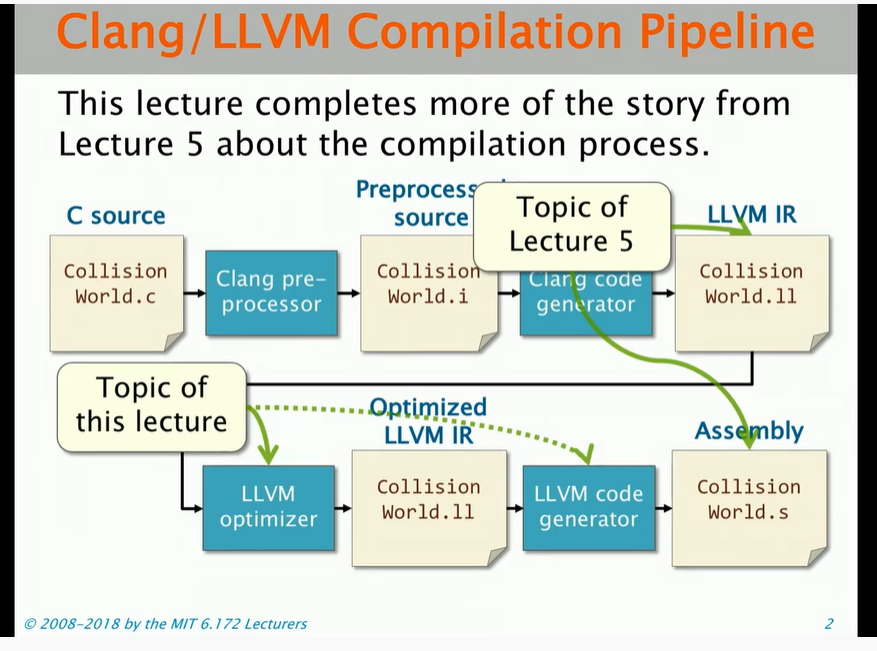 Clang/LLVM Compilation Pipeline
This lecture completes more of the story from
Lecture 5 about the compilation process.
C source
Collision
World.c
Clang pre-
processor
source
Collision
World.i
Topic of
Lecture 5
Clang code
generator
LLVM IR
Collision
World.ll
Topic of
this lecture
LLVM
optimizer
Optimized
LLVM IR
Collision
World.ll
LLVM code
generator
Assembly
Collision
World.s
© 2008–2018 by the MIT 6.172 Lecturers
2